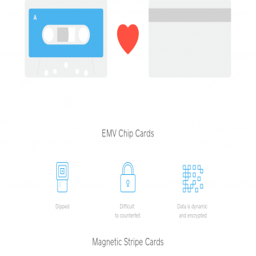 A
EMV Chip Cards
Dipped
Difficult
to counterfeit
Data is dynamic
and encrypted
Magnetic Stripe Cards